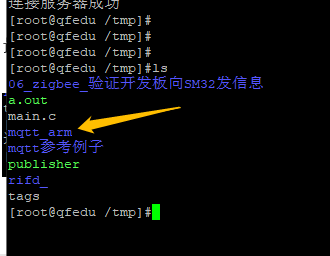 连接服务器成功
[root@qfedu /tmp]#
[root@qfedu /tmp]#
[root@qfedu /tmp]#
[root@qfedu /tmp]#ls
06_zigbee_验证开发板向SM32发信息
a.out
main.c
mqtt_arm
mqtt参考例子
publisher
rifd_
tags
[root@qfedu /tmp]#